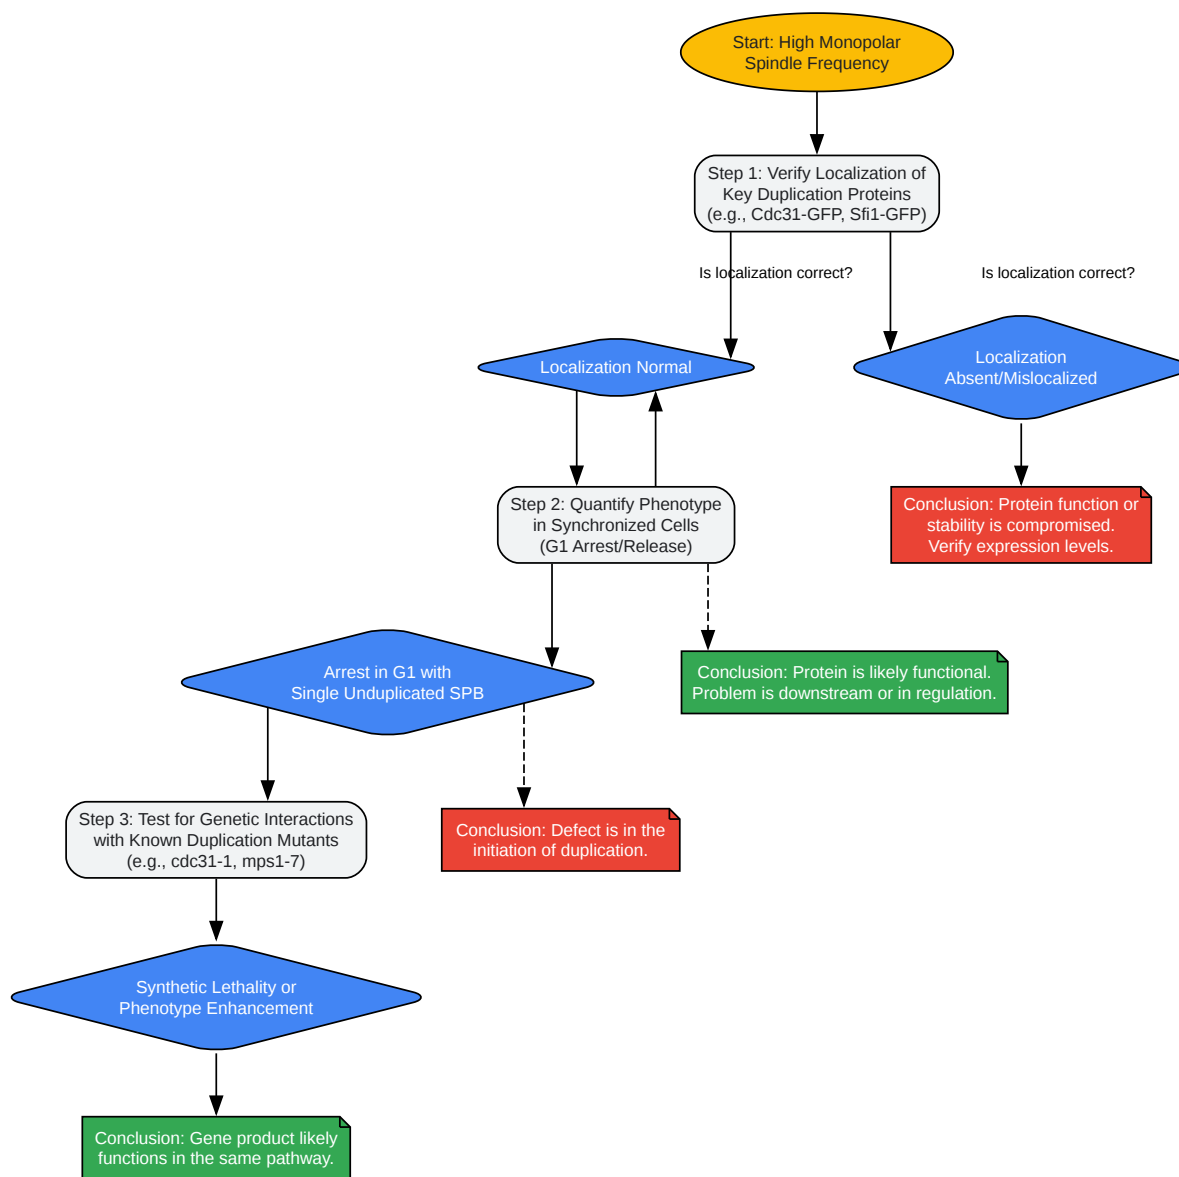 Start: High Monopolar
Spindle Frequency
Step 1: Verify Localization of
Key Duplication Proteins
(e.g., Cdc31-GFP, Sfi1-GFP)
Is localization correct?
Is localization correct?
Localization Normal
Localization
Absent/Mislocalized
Step 2: Quantify Phenotype
in Synchronized Cells
(G1 Arrest/Release)
Conclusion: Protein function or
stability is compromised.
Verify expression levels.
Arrest in G1 with
Single Unduplicated SPB
Conclusion: Protein is likely functional.
Problem is downstream or in regulation.
Step 3: Test for Genetic Interactions
with Known Duplication Mutants
(e.g., cdc31-1, mps1-7)
Conclusion: Defect is in the
initiation of duplication.
Synthetic Lethality or
Phenotype Enhancement
Conclusion: Gene product likely
functions in the same pathway.